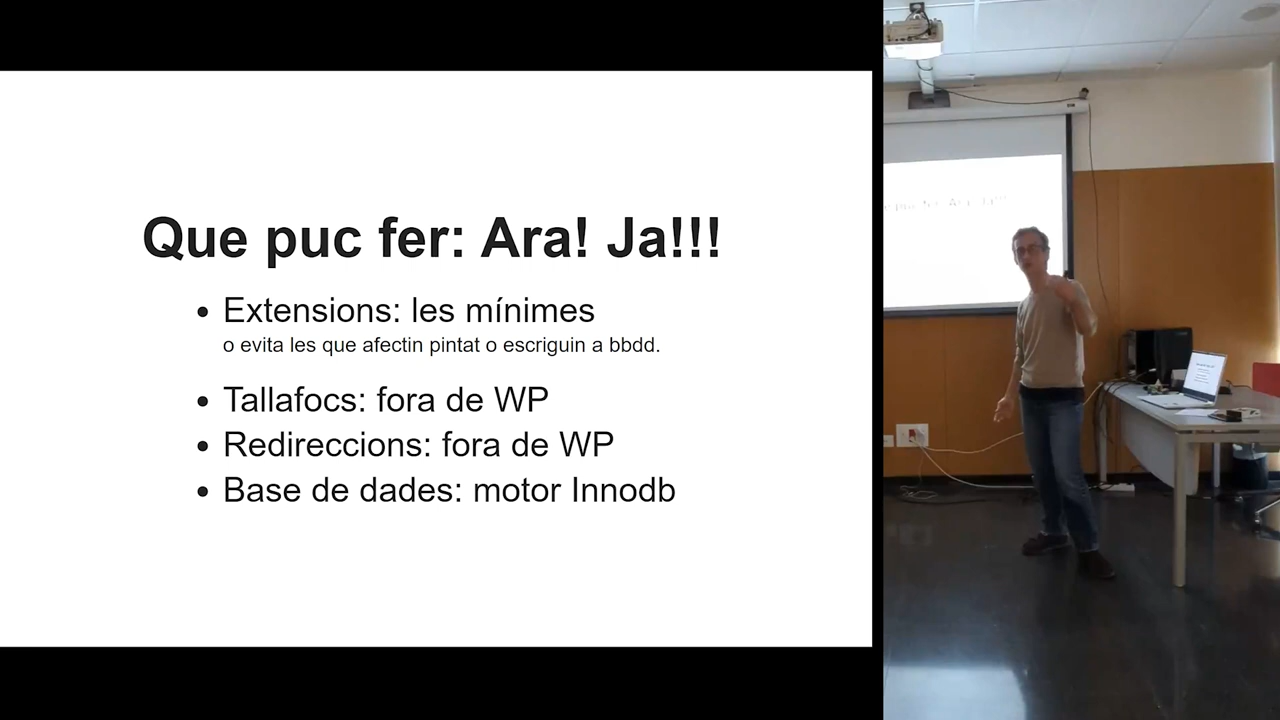 Que puc fer: Ara! Ja!!!
Extensions: les mínimes
o evita les que afectin pintat o escriguin a bbdd.
Tallafocs: fora de WP
Redireccions: fora de WP
Base de dades: motor Innodb